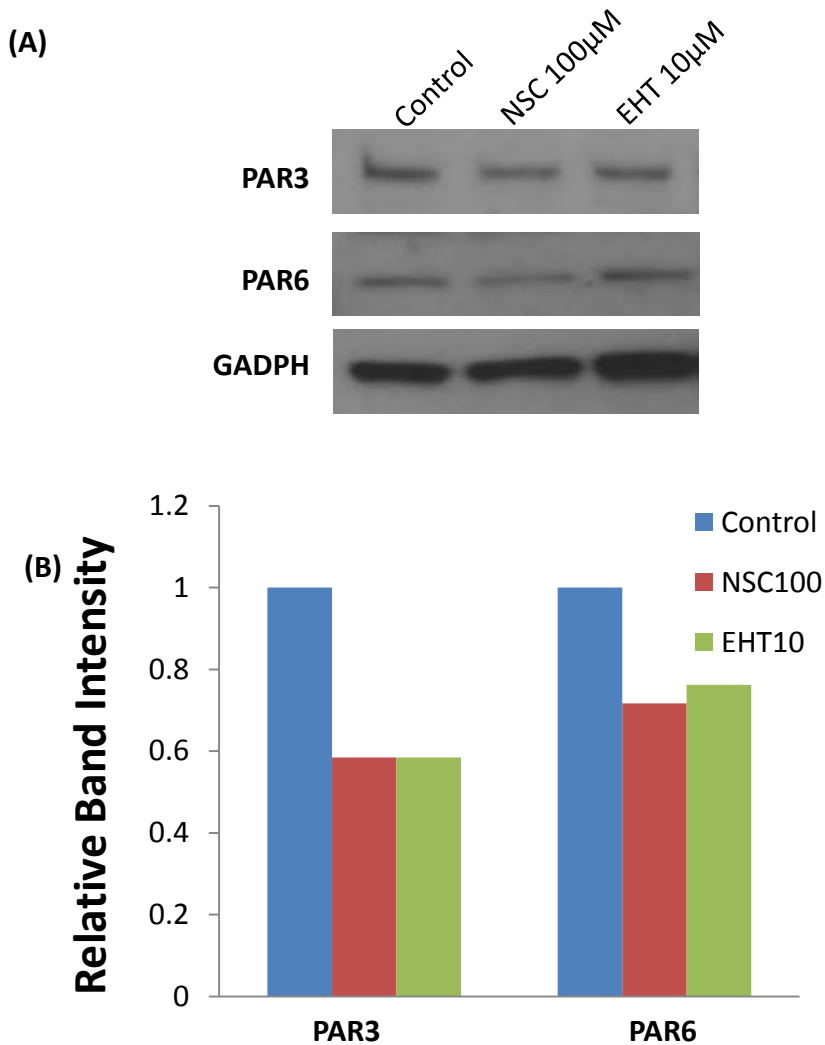 (A)
Control
NSC 100μM
EHT 10μM
PAR3
PAR6
GADPH
(B)
Relative Band Intensity
1.2
1
0.8
0.6
0.4
0.2
0
Control
NSC100
EHT10
PAR3
PAR6